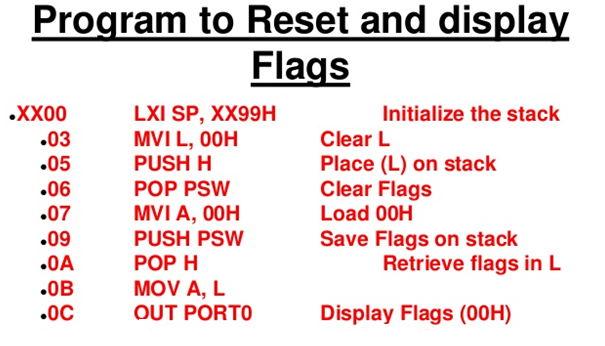 Program to Reset and display
Flags
•XX00 LXI SP, XX99H Initialize the stack
•03 MVI L, 00H Clear L
•05 PUSH H Place (L) on stack
•06 POP PSW Clear Flags
•07 MVI A, 00H Load 00H
•09 PUSH PSW Save Flags on stack
•0A POP H Retrieve flags in L
•0B MOV A, L
•0C OUT PORT0 Display Flags (00H)